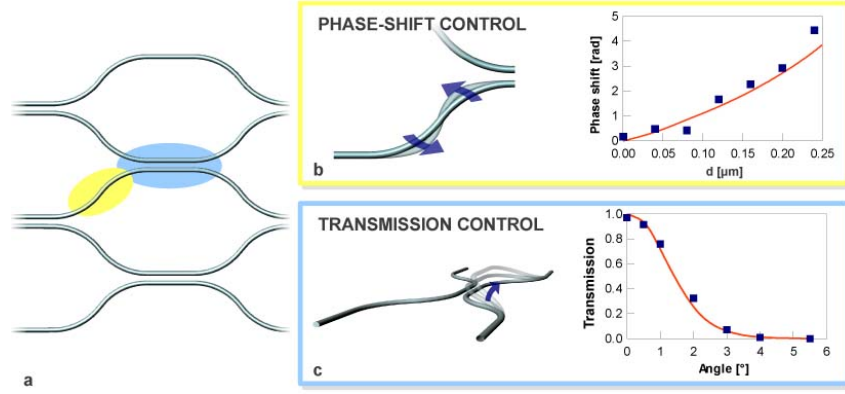 PHASE-SHIFT CONTROL
b
Phase shift [rad]
5
4
3
2
1
0
0.00 0.05 0.10 0.15 0.20 0.25
d [µm]
TRANSMISSION CONTROL
c
Transmission
1.0
0.8
0.6
0.4
0.2
0.0
0 1 2 3 4 5 6
Angle [°]
a